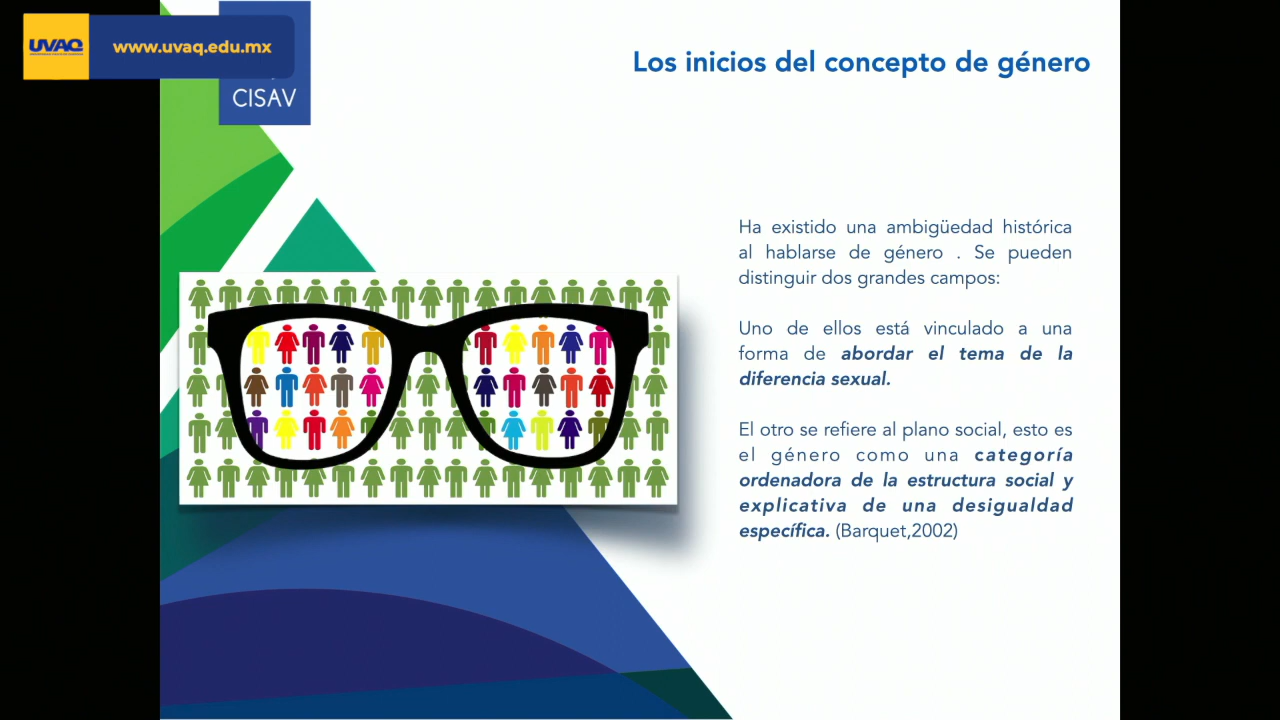 UVAQ
www.uvaq.edu.mx
CISAV
Los inicios del concepto de género
Ha existido una ambigüedad histórica
al hablarse de género . Se pueden
distinguir dos grandes campos:
Uno de ellos está vinculado a una
forma de abordar el tema de la
diferencia sexual.
El otro se refiere al plano social, esto es
el género como una categoría
ordenadora de la estructura social y
explicativa de una desigualdad
específica. (Barquet,2002)